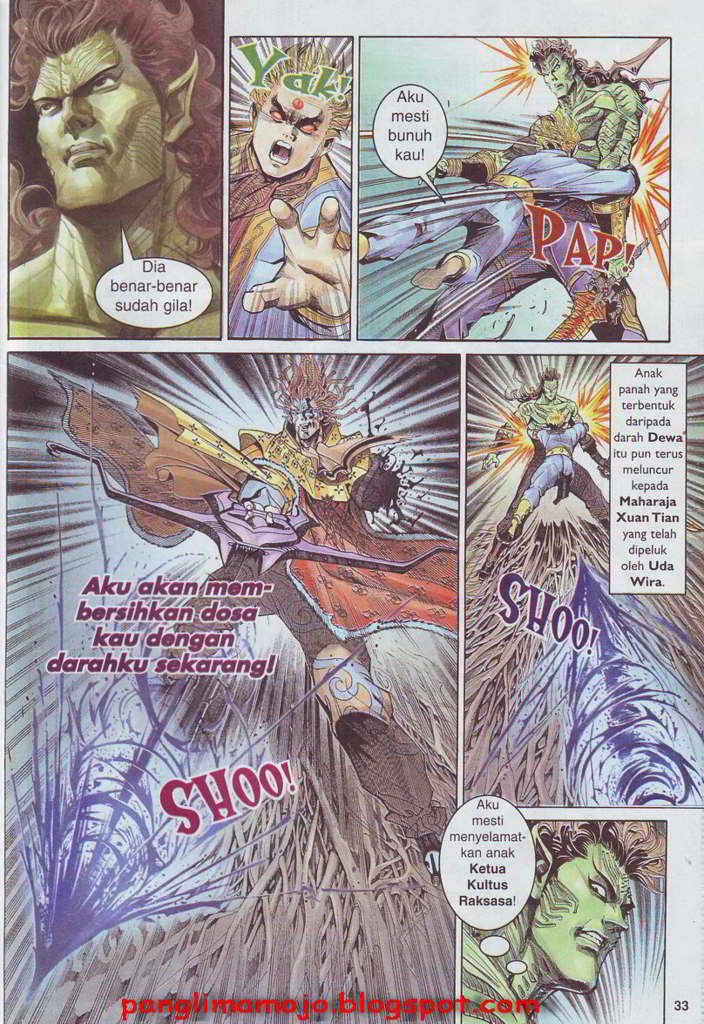 Dia
benar-benar
sudah gila!
Yak!
Aku
mesti
bunuh
kau!
PAP!
Aku akan mem-
bersihkan dosa
kau dengan
darahku sekarang!
SHOO!
Anak
panah yang
terbentuk
daripada
darah Dewa
itu pun terus
meluncur
kepada
Maharaja
Xuan Tian
yang telah
dipeluk
oleh Uda
Wira.
SHOO!
Aku
mesti
menyelamat-
kan anak
Ketua
Kultus
Raksasa!
33
panglimamojo.blogspot.com